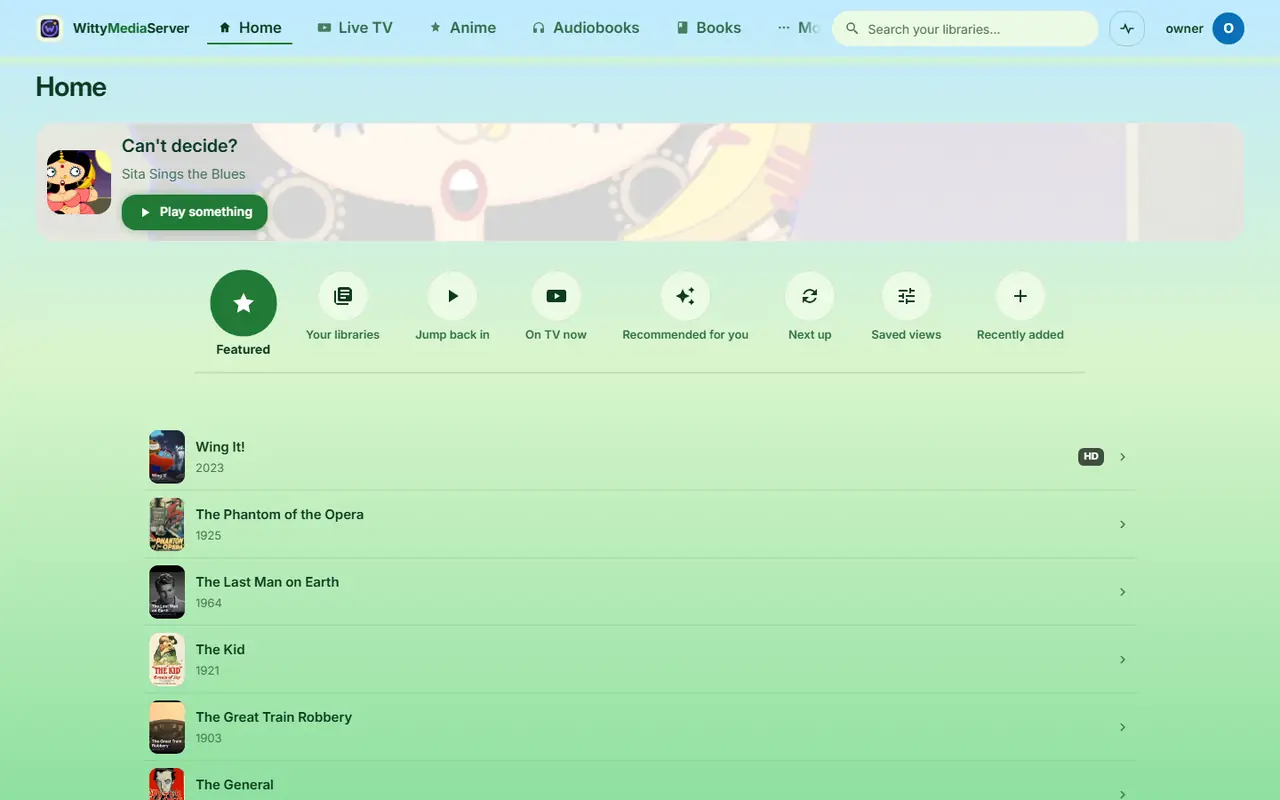 WittyMediaServer
Home
Live TV
Anime
Audiobooks
Books
Mo
Search your libraries...
owner
O
Home
Can't decide?
Sita Sings the Blues
Play something
Featured
Your libraries
Jump back in
On TV now
Recommended for you
Next up
Saved views
Recently added
Wing It!
2023
HD
The Phantom of the Opera
1925
The Last Man on Earth
1964
The Kid
1921
The Great Train Robbery
1903
The General